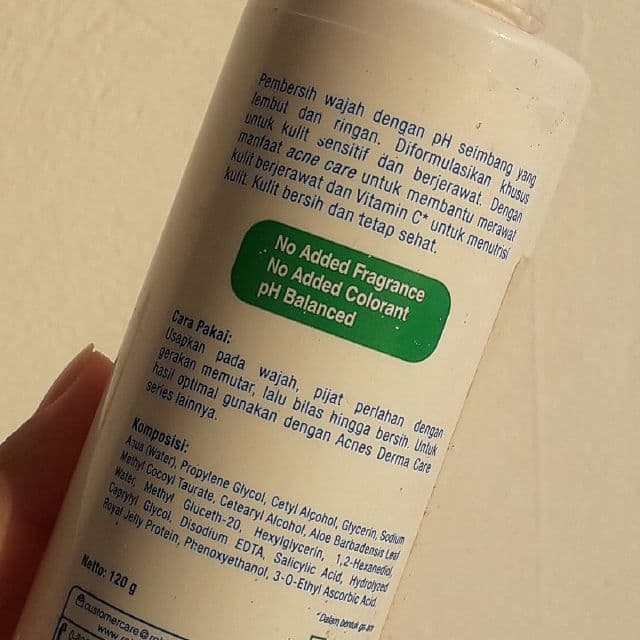 Pembersih wajah dengan pH seimbang yang
lembut dan ringan. Diformulasikan khusus
untuk kulit sensitif dan berjerawat. Dengan
manfaat acne care untuk membantu merawat
kulit berjerawat dan Vitamin C* untuk menutrisi
kulit. Kulit bersih dan tetap sehat.
No Added Fragrance
No Added Colorant
pH Balanced
Cara Pakai:
Usapkan pada wajah, pijat perlahan dengan
gerakan memutar, lalu bilas hingga bersih. Untuk
hasil optimal gunakan dengan Acnes Derma Care
series lainnya.
Komposisi:
Aqua (Water), Propylene Glycol, Cetyl Alcohol, Glycerin, Sodium
Methyl Cocoyl Taurate, Cetearyl Alcohol, Aloe Barbadensis Leaf
Water, Methyl Gluceth-20, Hexylglycerin, 1,2-Hexanediol,
Caprylyl Glycol, Disodium EDTA, Salicylic Acid, Hydrolyzed
Royal Jelly Protein, Phenoxyethanol, 3-O-Ethyl Ascorbic Acid.
*Dalam bentuk
Netto: 120 g
customercare@
www.